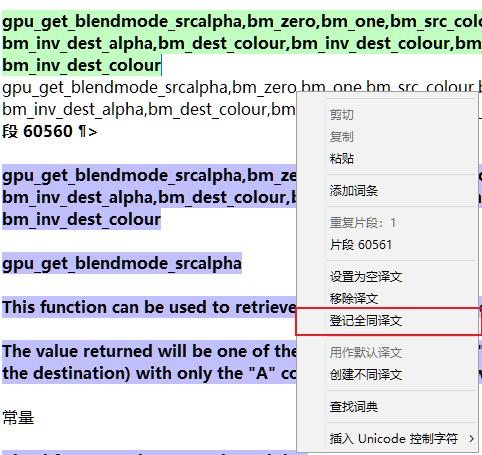 gpu_get_blendmode_srcalpha,bm_zero,bm_one,bm_src_colo
bm_inv_dest_alpha,bm_dest_colour,bm_inv_dest_colour,bm
bm_inv_dest_colour
gpu_get_blendmode_srcalpha,bm_zero,bm_one,bm_src_colour,b
bm_inv_dest_alpha,bm_dest_colour,bm
段 60560 ¶>
gpu_get_blendmode_srcalpha,bm_ze
bm_inv_dest_alpha,bm_dest_colour,b
bm_inv_dest_colour
gpu_get_blendmode_srcalpha
This function can be used to retrieve
The value returned will be one of the
the destination) with only the "A" co
常量
剪切
复制
粘贴
添加词条
重复片段：1
片段 60561
设置为空译文
移除译文
登记全同译文
用作默认译文
创建不同译文
查找词典
插入 Unicode 控制字符 >